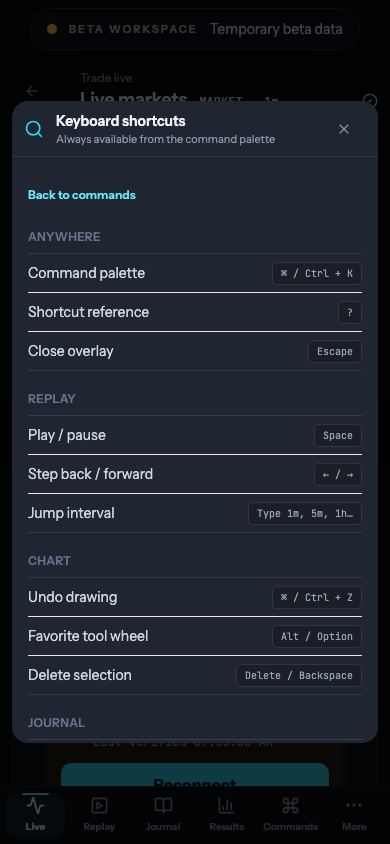 BETA WORKSPACE Temporary beta data
Trade live
Live markets MARKET · 1m
Keyboard shortcuts
Always available from the command palette
Back to commands
ANYWHERE
Command palette ⌘ / Ctrl + K
Shortcut reference ?
Close overlay Escape
REPLAY
Play / pause Space
Step back / forward ← / →
Jump interval Type 1m, 5m, 1h…
CHART
Undo drawing ⌘ / Ctrl + Z
Favorite tool wheel Alt / Option
Delete selection Delete / Backspace
JOURNAL
Reconnect
Live Replay Journal Results Commands More